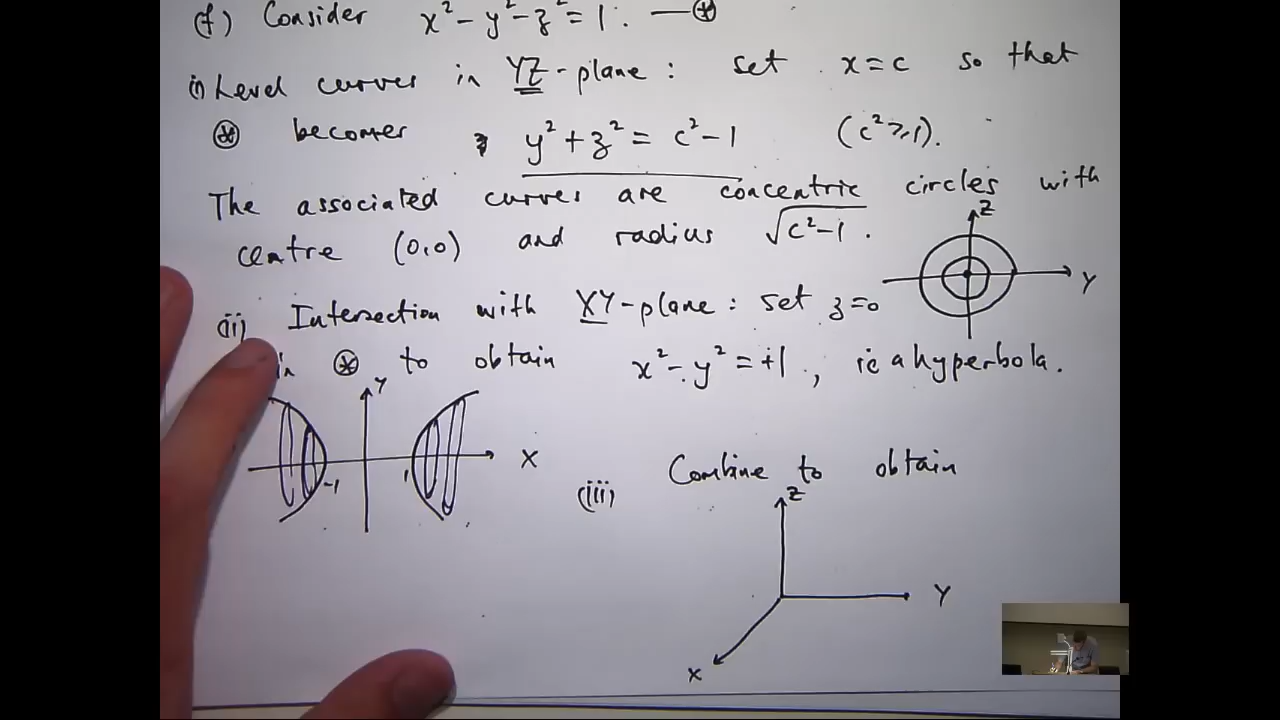 (f) Consider x² - y² - z² = 1. —⊛
(i) Level curves in YZ-plane: set x=c so that
⊛ becomes y² + z² = c² - 1 (c² ≥ 1).
The associated curves are concentric circles with
centre (0,0) and radius √(c²-1).
Z
Y
(ii) Intersection with XY-plane: set z=0
in ⊛ to obtain x² - y² = +1, ie a hyperbola.
Y
X
-1
1
(iii) Combine to obtain
Z
Y
X